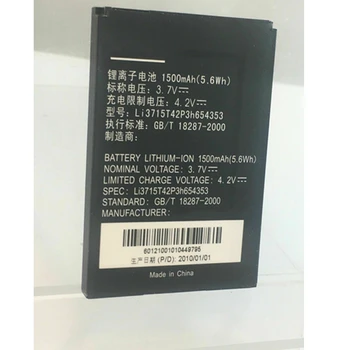 锂离子电池 1500mAh(5.6Wh)
标称电压: 3.7V⎓
充电限制电压: 4.2V⎓
型号: Li3715T42P3h654353
执行标准: GB/T 18287-2000
制造商:
BATTERY LITHIUM-ION 1500mAh(5.6Wh)
NOMINAL VOLTAGE: 3.7V⎓
LIMITED CHARGE VOLTAGE: 4.2V⎓
SPEC: Li3715T42P3h654353
STANDARD: GB/T 18287-2000
MANUFACTURER:
60121001010449795
生产日期 (P/D): 2010/01/01
Made in China